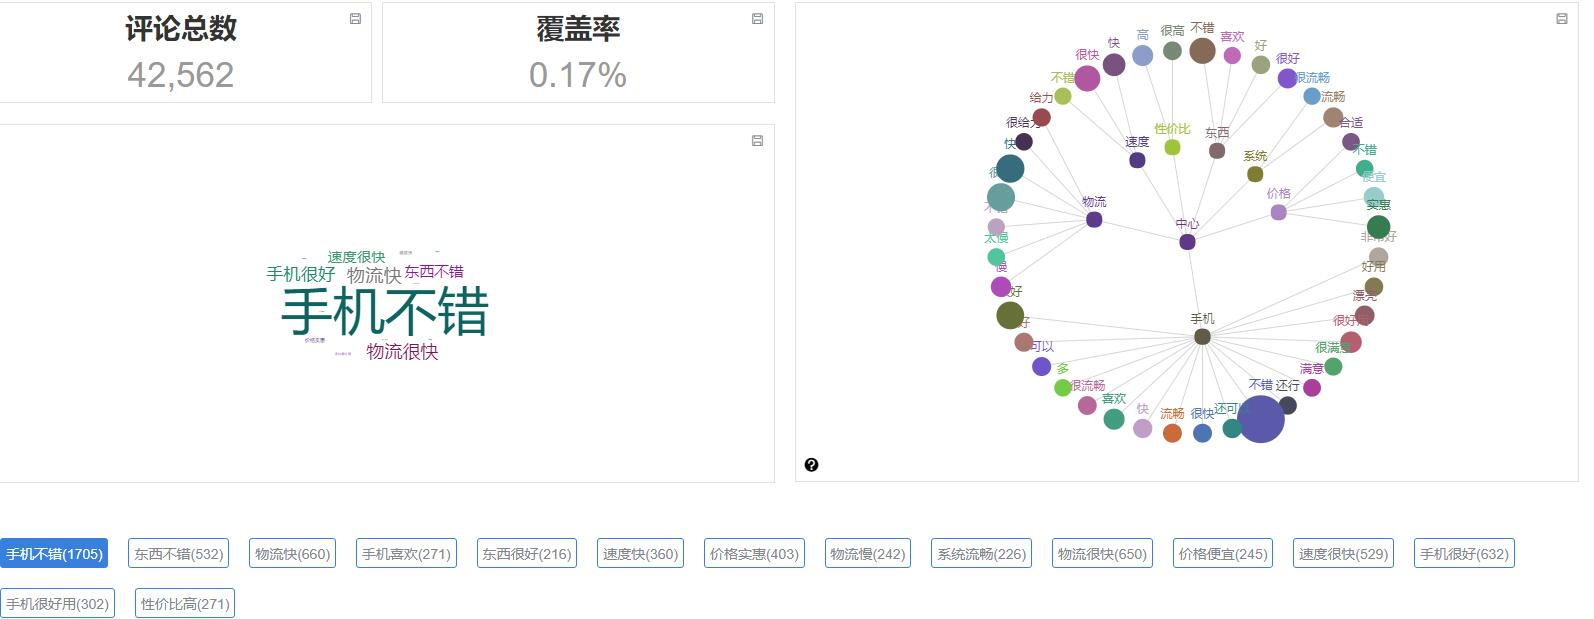 评论总数
42,562
覆盖率
0.17%
速度很快
手机很好
物流快
东西不错
手机不错
价格实惠
物流很快
不错
很高
喜欢
高
好
快
很好
很快
很流畅
不错
流畅
给力
合适
很给力
性价比
东西
速度
快
不错
系统
便宜
价格
物流
实惠
中心
太慢
非常好
慢
好用
好
漂亮
手机
好
可以
很满意
多
满意
很流畅
不错
还行
喜欢
快
流畅
很快
还可以
?
手机不错(1705)
东西不错(532)
物流快(660)
手机喜欢(271)
东西很好(216)
速度快(360)
价格实惠(403)
物流慢(242)
系统流畅(226)
物流很快(650)
价格便宜(245)
速度很快(529)
手机很好(632)
手机很好用(302)
性价比高(271)